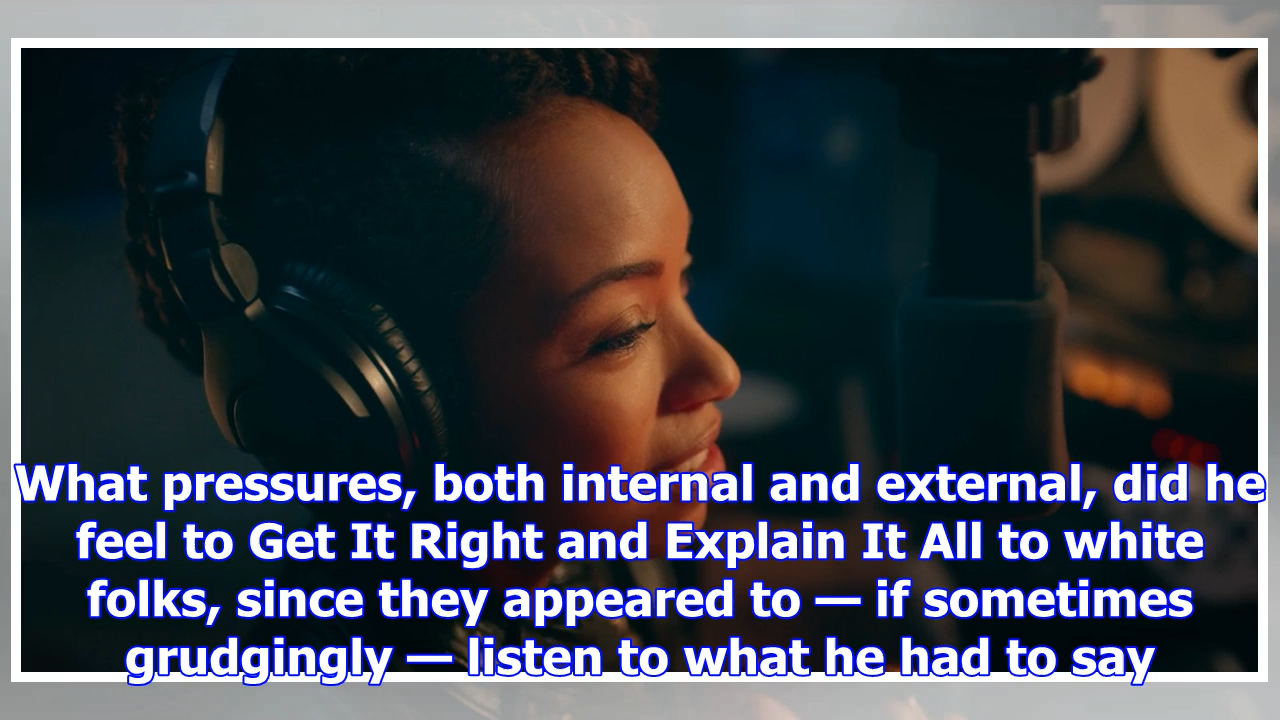 What pressures, both internal and external, did he
feel to Get It Right and Explain It All to white
folks, since they appeared to — if sometimes
grudgingly — listen to what he had to say